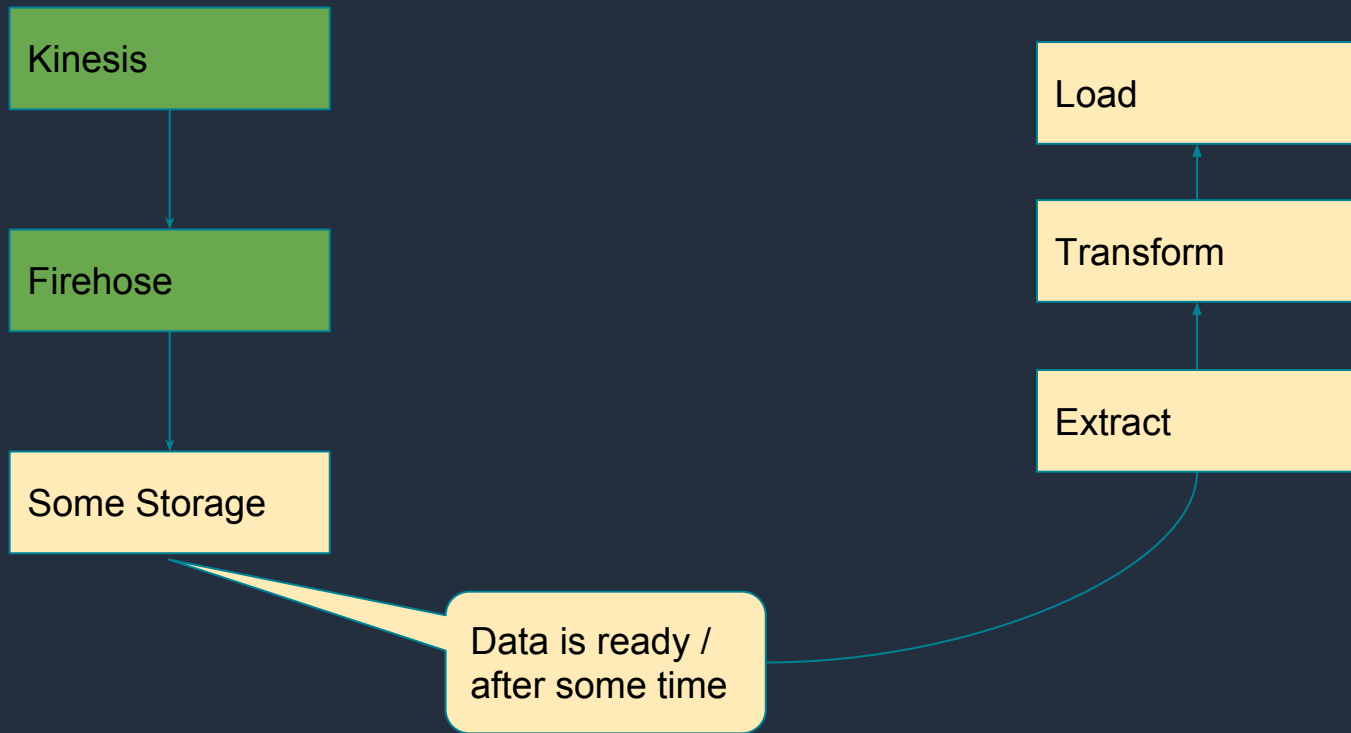 Kinesis
Firehose
Some Storage
Data is ready /
after some time
Extract
Transform
Load